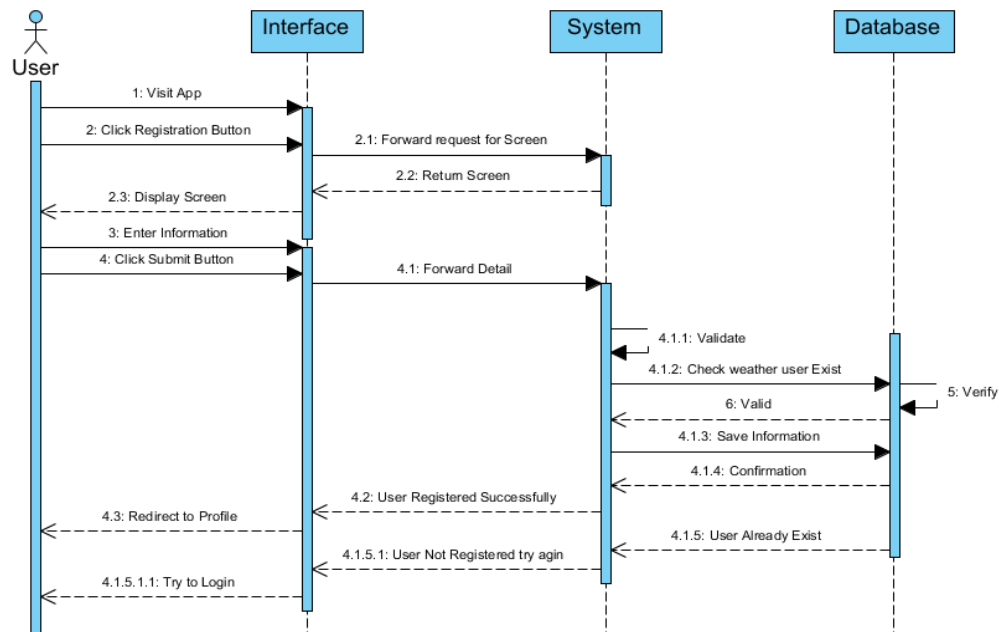 Interface
System
Database
User
1: Visit App
2: Click Registration Button
2.1: Forward request for Screen
2.2: Return Screen
2.3: Display Screen
3: Enter Information
4: Click Submit Button
4.1: Forward Detail
4.1.1: Validate
4.1.2: Check weather user Exist
5: Verify
6: Valid
4.1.3: Save Information
4.1.4: Confirmation
4.2: User Registered Successfully
4.3: Redirect to Profile
4.1.5: User Already Exist
4.1.5.1: User Not Registered try agin
4.1.5.1.1: Try to Login